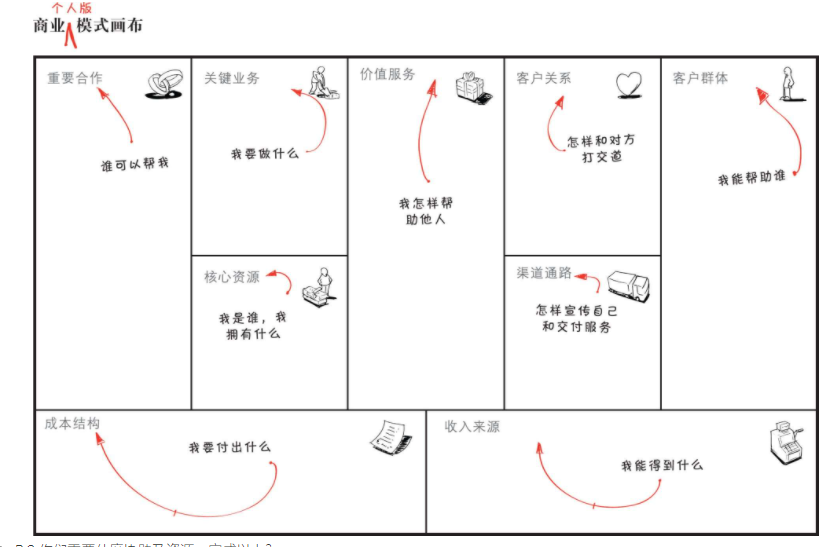 个人版
商业 模式画布
重要合作
谁可以帮我
关键业务
我要做什么
核心资源
我是谁，我
拥有什么
价值服务
我怎样帮
助他人
客户关系
怎样和对方
打交道
渠道通路
怎样宣传自己
和交付服务
客户群体
我能帮助谁
成本结构
我要付出什么
收入来源
我能得到什么